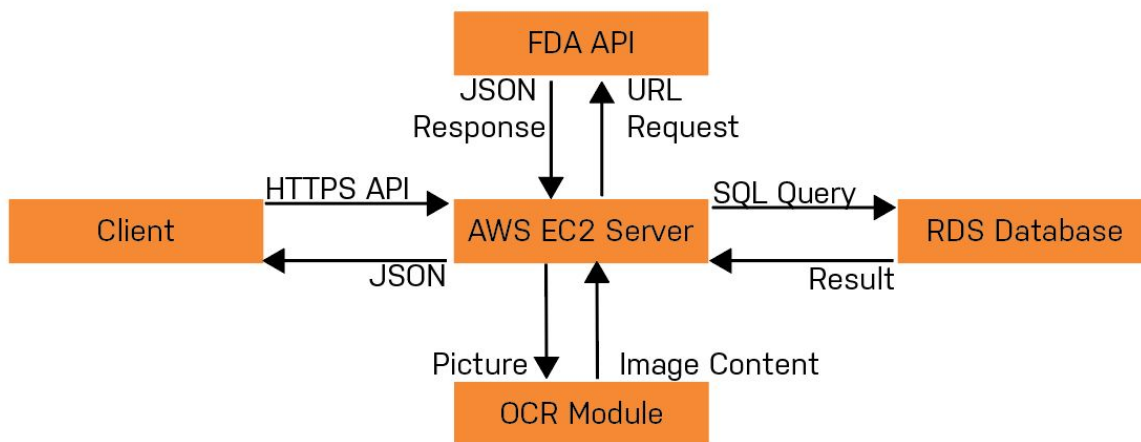 FDA API
JSON
Response
URL
Request
HTTPS API
SQL Query
Client
AWS EC2 Server
RDS Database
JSON
Result
Picture
Image Content
OCR Module